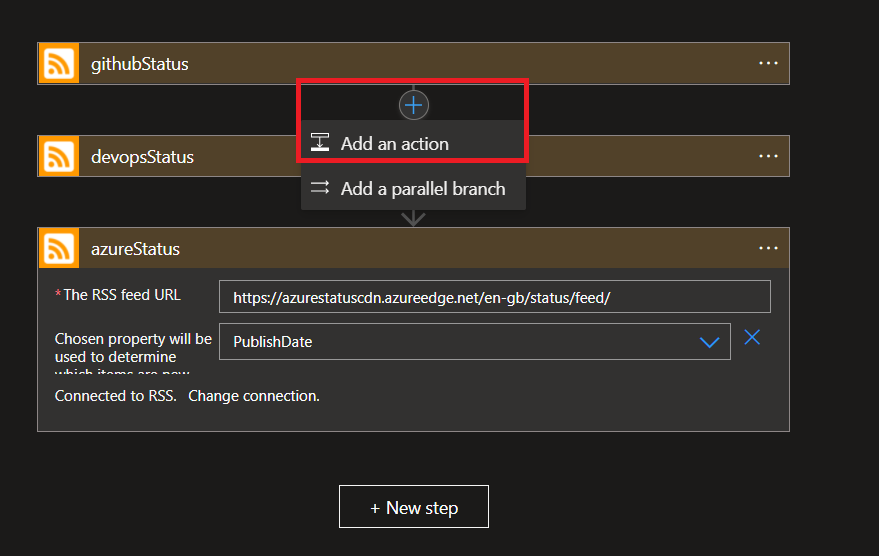 githubStatus
Add an action
devopsStatus
Add a parallel branch
azureStatus
*The RSS feed URL
https://azurestatuscdn.azureedge.net/en-gb/status/feed/
Chosen property will be
used to determine
which items are new
PublishDate
Connected to RSS. Change connection.
+ New step